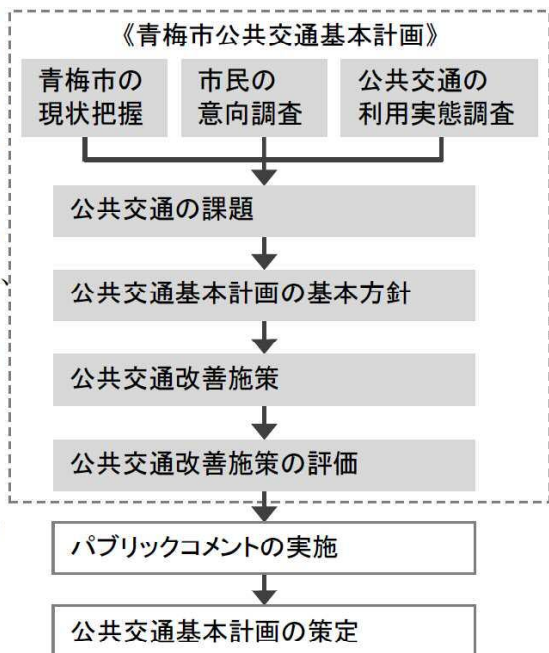 《青梅市公共交通基本計画》
青梅市の
現状把握
市民の
意向調査
公共交通の
利用実態調査
公共交通の課題
、
公共交通基本計画の基本方針
公共交通改善施策
公共交通改善施策の評価
パブリックコメントの実施
公共交通基本計画の策定